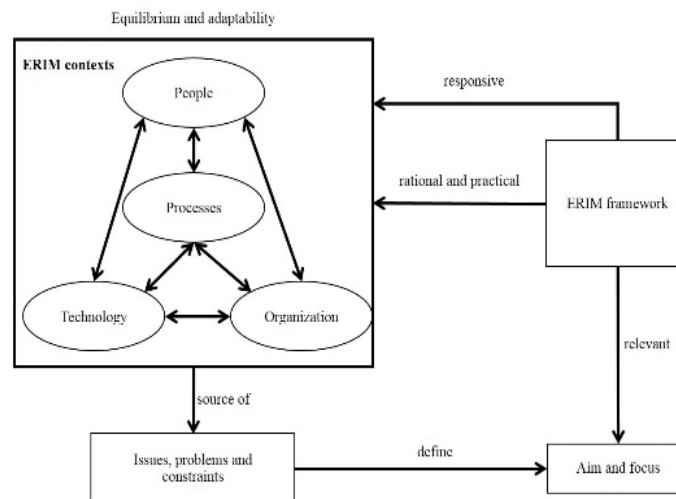 Equilibrium and adaptability
ERIM contexts
People
responsive
Processes
rational and practical
ERIM framework
Technology
Organization
relevant
source of
Issues, problems and
constraints
define
Aim and focus